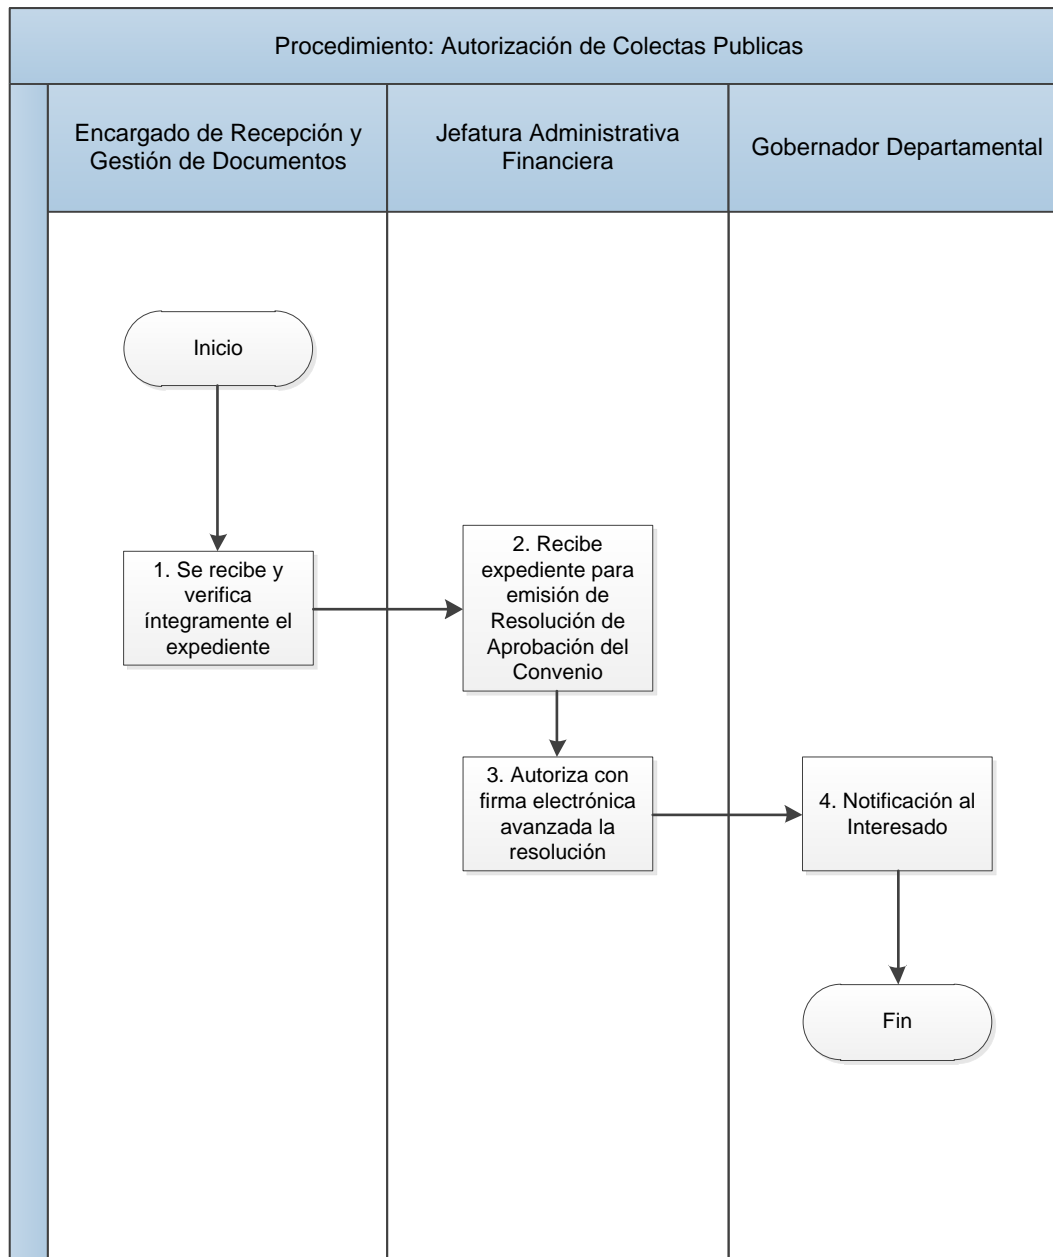 Procedimiento: Autorización de Colectas Publicas
Encargado de Recepción y
Gestión de Documentos
Jefatura Administrativa
Financiera
Gobernador Departamental
Inicio
1. Se recibe y
verifica
íntegramente el
expediente
2. Recibe
expediente para
emisión de
Resolución de
Aprobación del
Convenio
3. Autoriza con
firma electrónica
avanzada la
resolución
4. Notificación al
Interesado
Fin